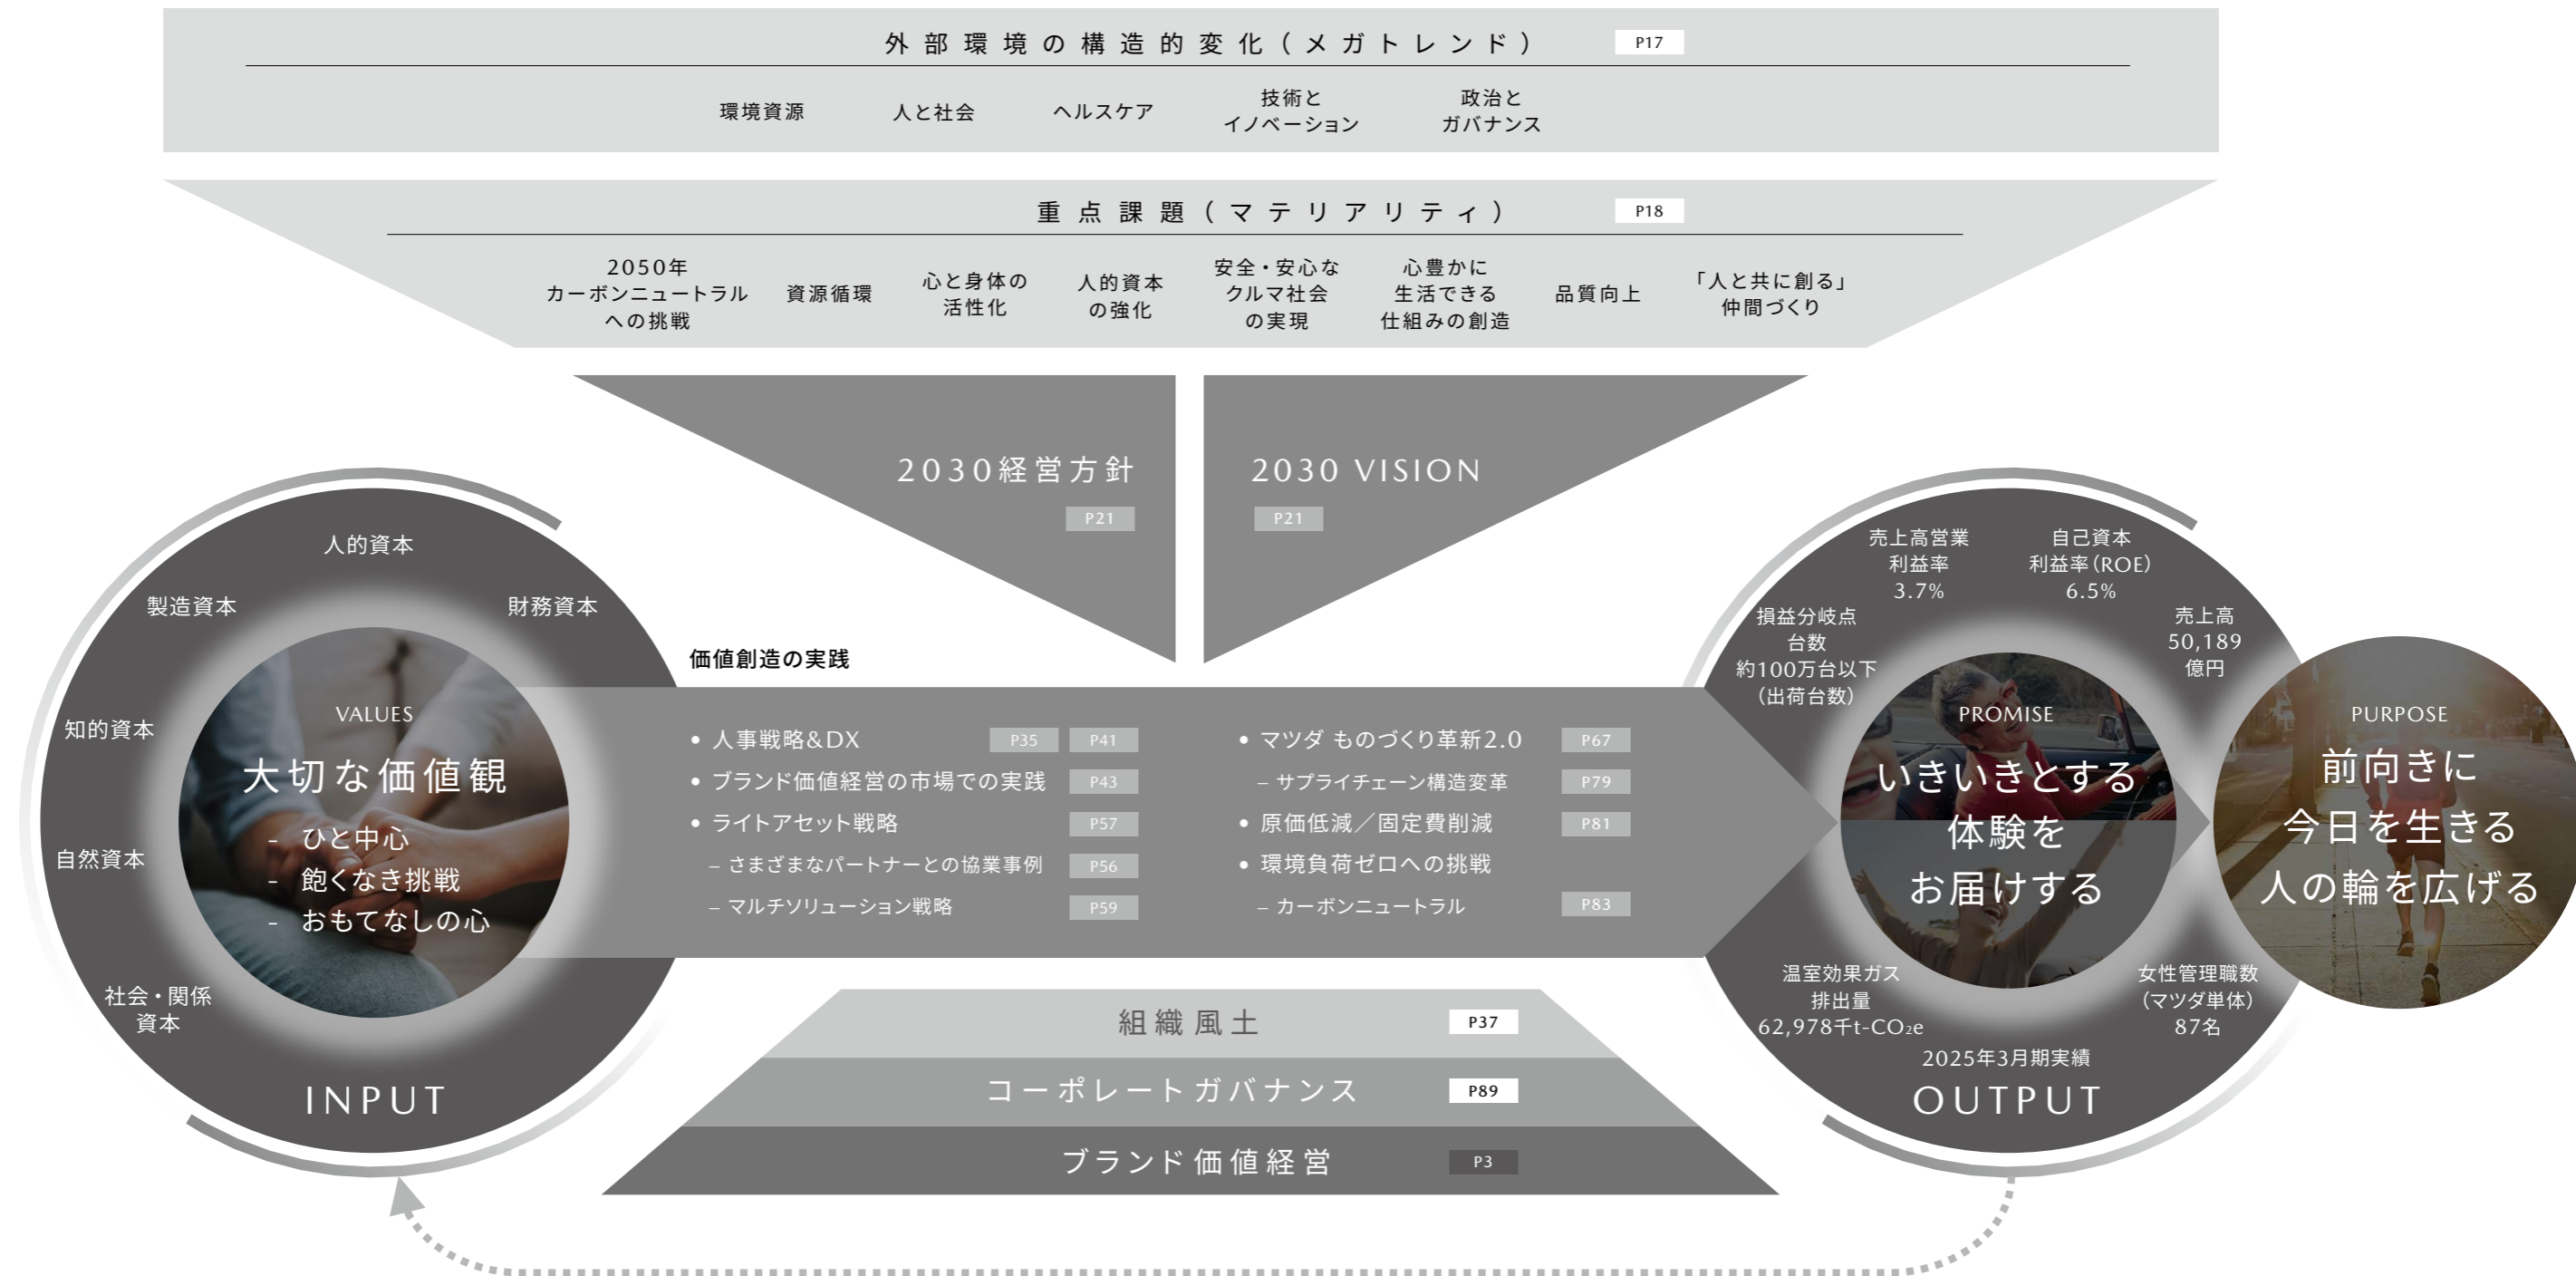 外部環境の構造的変化（メガトレンド） P17
環境資源
人と社会
ヘルスケア
技術と
イノベーション
政治と
ガバナンス
重点課題（マテリアリティ） P18
2050年
カーボンニュートラル
への挑戦
資源循環
心と身体の
活性化
人的資本
の強化
安全・安心な
クルマ社会
の実現
心豊かに
生活できる
仕組みの創造
品質向上
「人と共に創る」
仲間づくり
2030経営方針
P21
2030 VISION
P21
人的資本
製造資本
財務資本
知的資本
自然資本
社会・関係
資本
VALUES
大切な価値観
- ひと中心
- 飽くなき挑戦
- おもてなしの心
INPUT
価値創造の実践
• 人事戦略&DX P35 P41
• ブランド価値経営の市場での実践 P43
• ライトアセット戦略 P57
– さまざまなパートナーとの協業事例 P56
– マルチソリューション戦略 P59
• マツダ ものづくり革新2.0 P67
– サプライチェーン構造変革 P79
• 原価低減／固定費削減 P81
• 環境負荷ゼロへの挑戦
– カーボンニュートラル P83
組織風土 P37
コーポレートガバナンス P89
ブランド価値経営 P3
売上高営業
利益率
3.7%
自己資本
利益率（ROE）
6.5%
損益分岐点
台数
約100万台以下
（出荷台数）
売上高
50,189
億円
PROMISE
いきいきとする
体験を
お届けする
温室効果ガス
排出量
62,978千t-CO₂e
女性管理職数
（マツダ単体）
87名
2025年3月期実績
OUTPUT
PURPOSE
前向きに
今日を生きる
人の輪を広げる